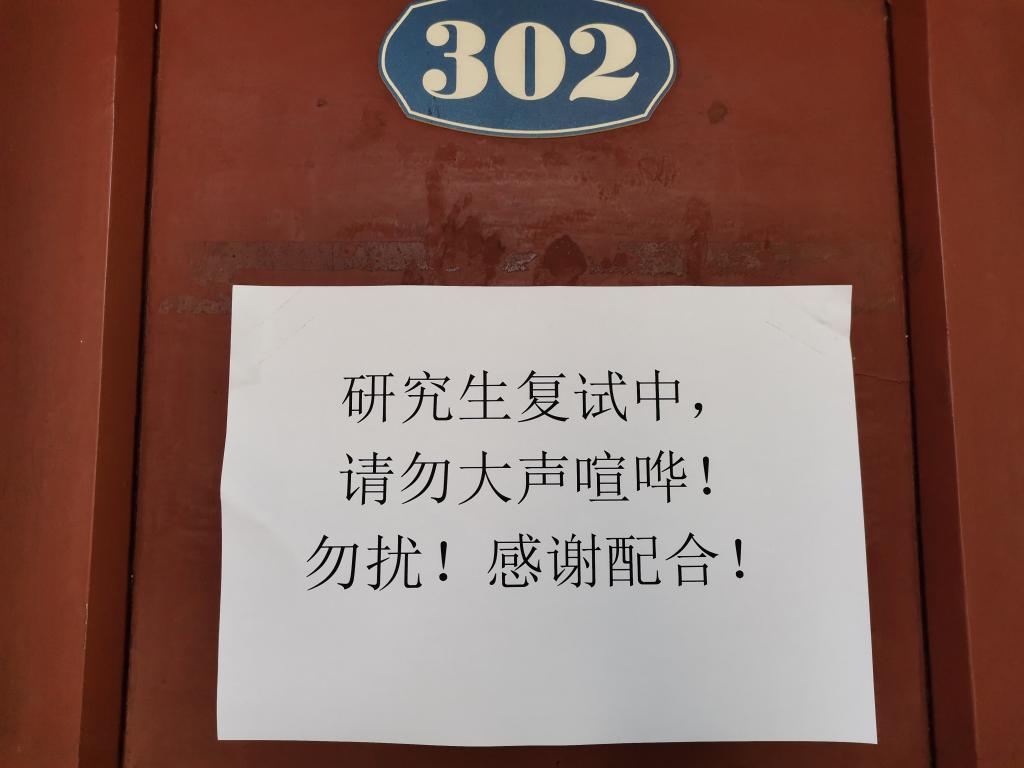 302
研究生复试中，
请勿大声喧哗！
勿扰！感谢配合！